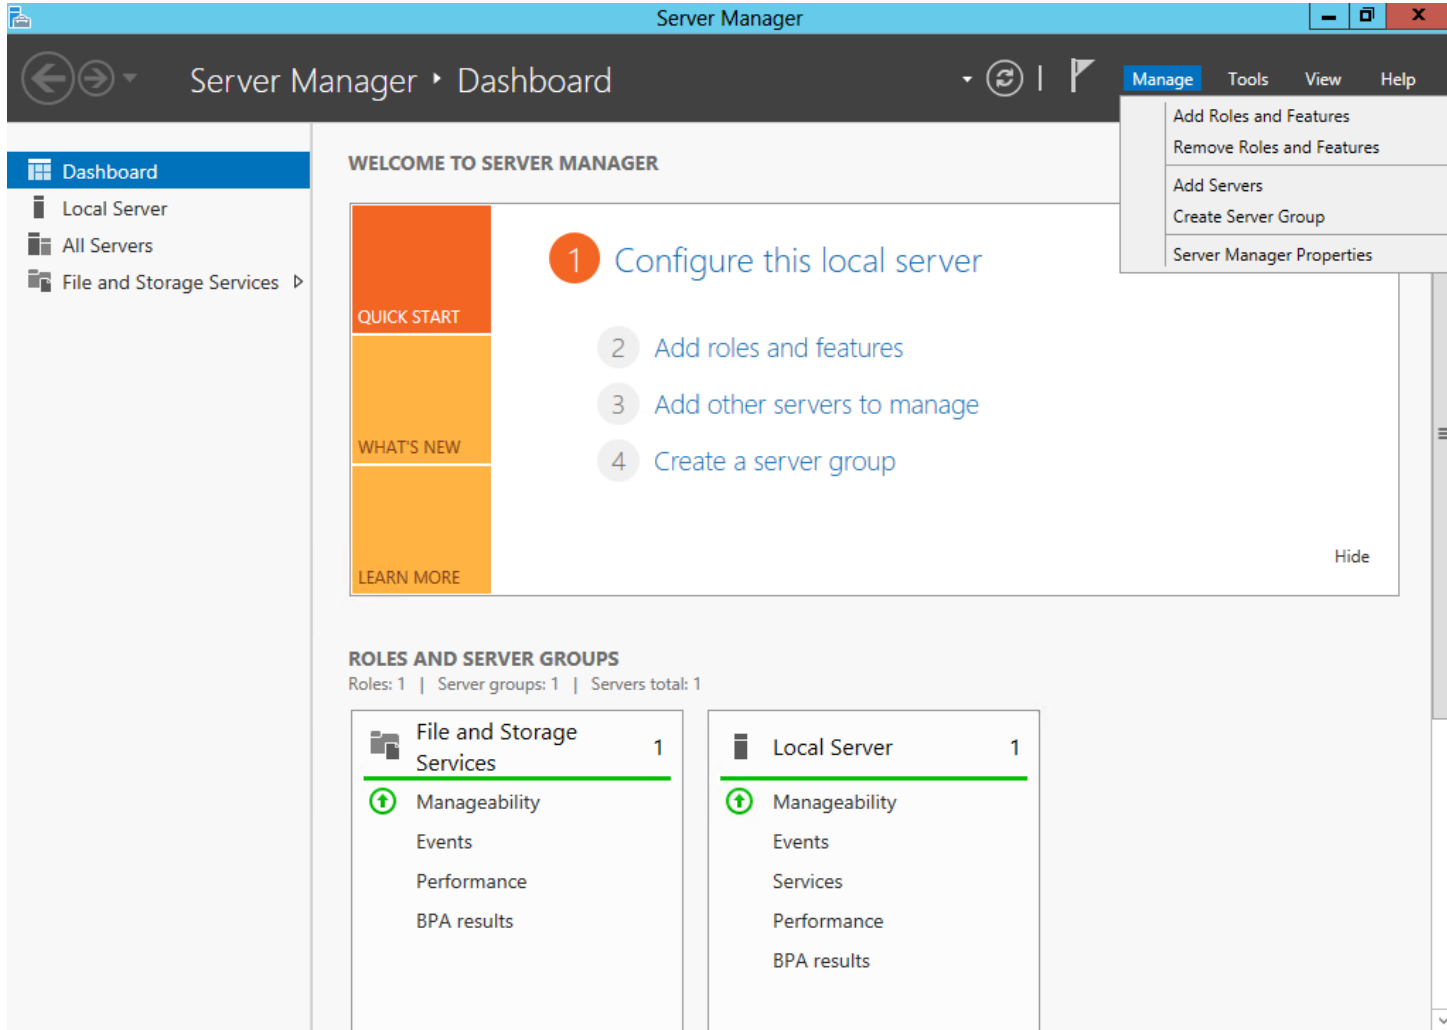 Server Manager
Server Manager • Dashboard
Manage Tools View Help
Add Roles and Features
Remove Roles and Features
Add Servers
Create Server Group
Server Manager Properties
Dashboard
Local Server
All Servers
File and Storage Services
WELCOME TO SERVER MANAGER
QUICK START
WHAT'S NEW
LEARN MORE
1 Configure this local server
2 Add roles and features
3 Add other servers to manage
4 Create a server group
Hide
ROLES AND SERVER GROUPS
Roles: 1 | Server groups: 1 | Servers total: 1
File and Storage
Services 1
Manageability
Events
Performance
BPA results
Local Server 1
Manageability
Events
Services
Performance
BPA results